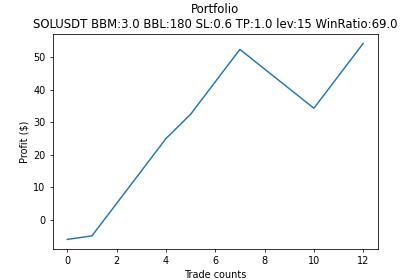 Portfolio
SOLUSDT BBM:3.0 BBL:180 SL:0.6 TP:1.0 lev:15 WinRatio:69.0
50
40
30
20
10
0
Profit ($)
0 2 4 6 8 10 12
Trade counts